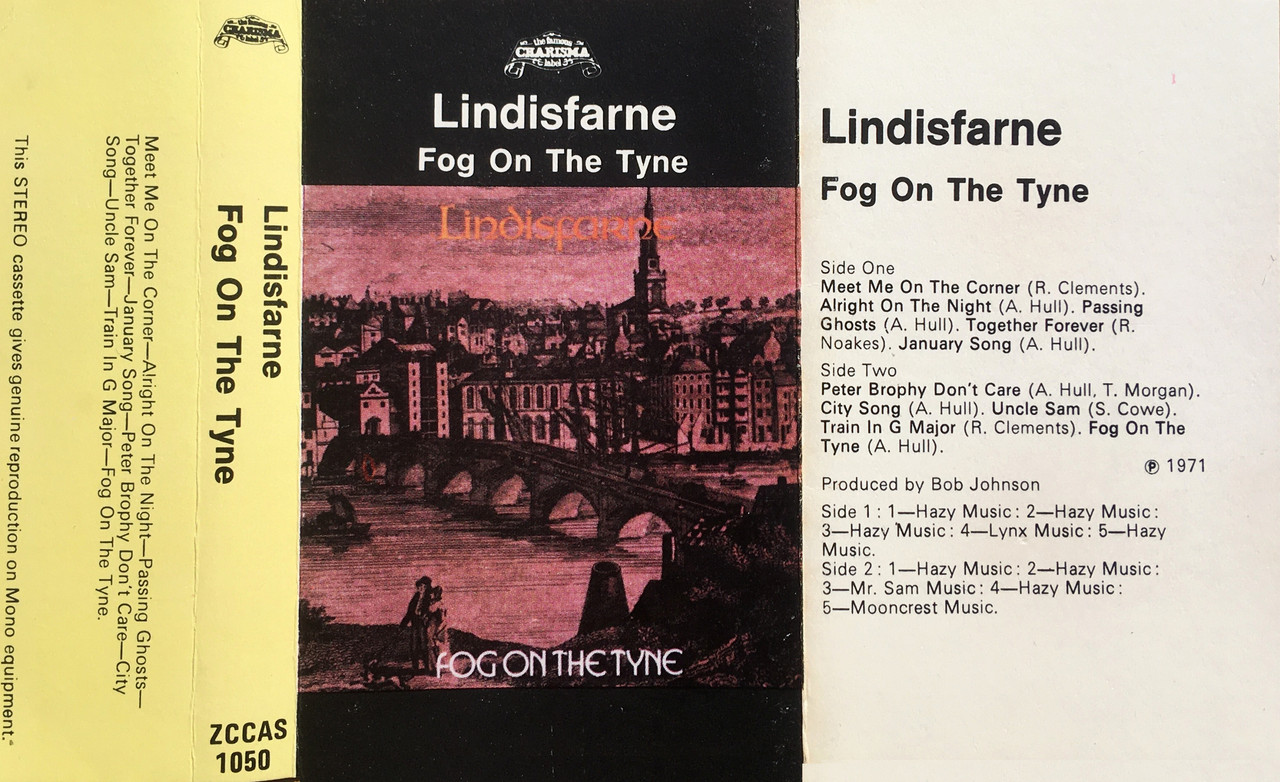 This STEREO cassette gives genuine reproduction on Mono equipment.
Meet Me On The Corner—Alright On The Night—Passing Ghosts—
Together Forever—January Song—Peter Brophy Don't Care—City
Song—Uncle Sam—Train In G Major—Fog On The Tyne.
the famous
CHARISMA
label
Lindisfarne
Fog On The Tyne
ZCCAS
1050
the famous
CHARISMA
label
Lindisfarne
Fog On The Tyne
Lindisfarne
FOG ON THE TYNE
Lindisfarne
Fog On The Tyne
Side One
Meet Me On The Corner (R. Clements).
Alright On The Night (A. Hull). Passing
Ghosts (A. Hull). Together Forever (R.
Noakes). January Song (A. Hull).
Side Two
Peter Brophy Don't Care (A. Hull, T. Morgan).
City Song (A. Hull). Uncle Sam (S. Cowe).
Train In G Major (R. Clements). Fog On The
Tyne (A. Hull).
℗ 1971
Produced by Bob Johnson
Side 1 : 1—Hazy Music : 2—Hazy Music :
3—Hazy Music : 4—Lynx Music : 5—Hazy
Music.
Side 2 : 1—Hazy Music : 2—Hazy Music :
3—Mr. Sam Music : 4—Hazy Music :
5—Mooncrest Music.